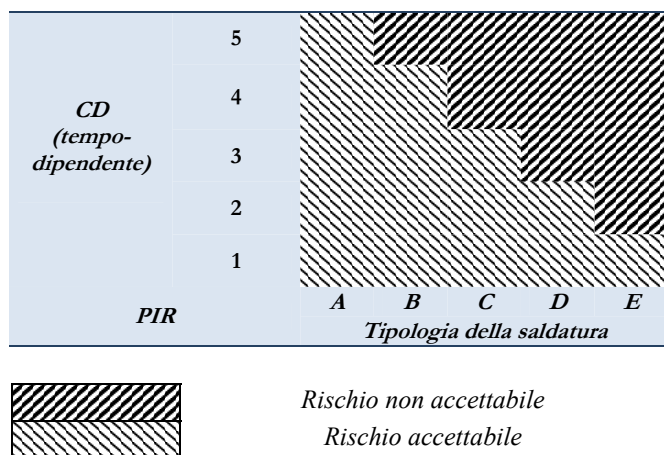 5
4
CD
(tempo-
dipendente)
3
2
1
PIR
A B C D E
Tipologia della saldatura
Rischio non accettabile
Rischio accettabile